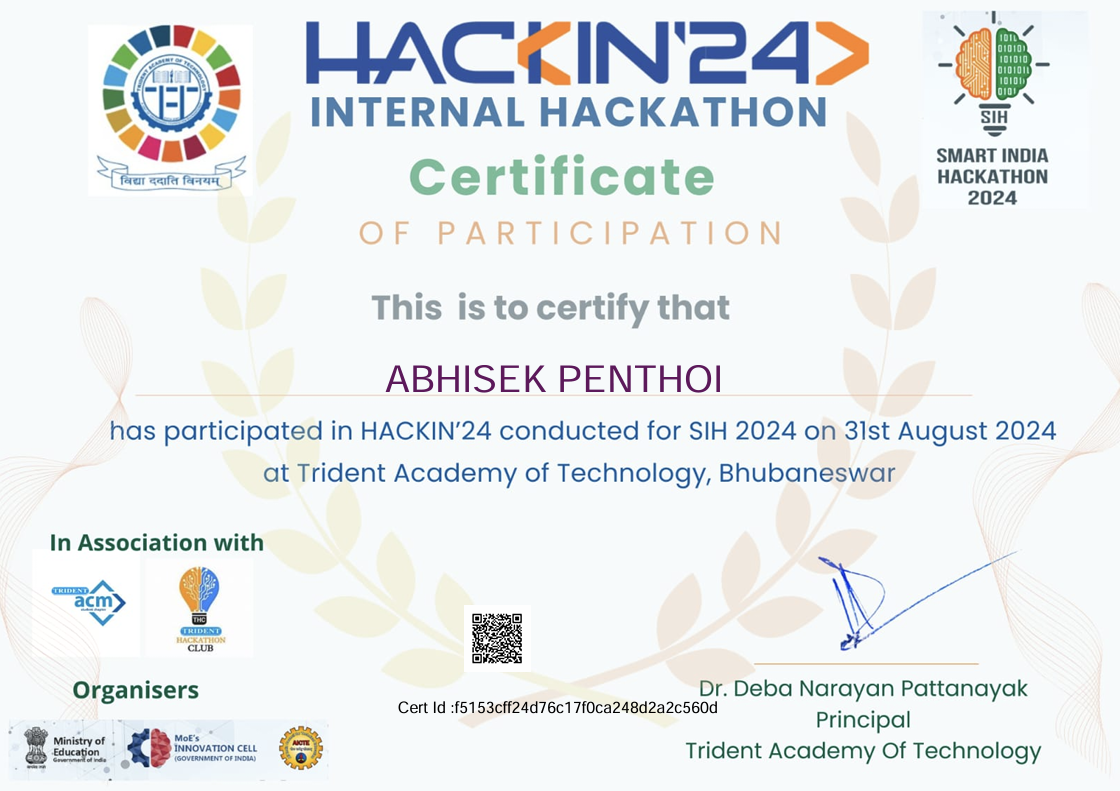 HACKIN'24
INTERNAL HACKATHON
Certificate
OF PARTICIPATION
TRIDENT ACADEMY OF TECHNOLOGY
TAT
विद्या ददाति विनयम्
SIH
SMART INDIA
HACKATHON
2024
This is to certify that
ABHISEK PENTHOI
has participated in HACKIN’24 conducted for SIH 2024 on 31st August 2024
at Trident Academy of Technology, Bhubaneswar
In Association with
TRIDENT
acm
THC
TRIDENT
HACKATHON
CLUB
Organisers
Ministry of
Education
Government of India
MoE's
INNOVATION CELL
(GOVERNMENT OF INDIA)
AICTE
Cert Id :f5153cff24d76c17f0ca248d2a2c560d
Dr. Deba Narayan Pattanayak
Principal
Trident Academy Of Technology